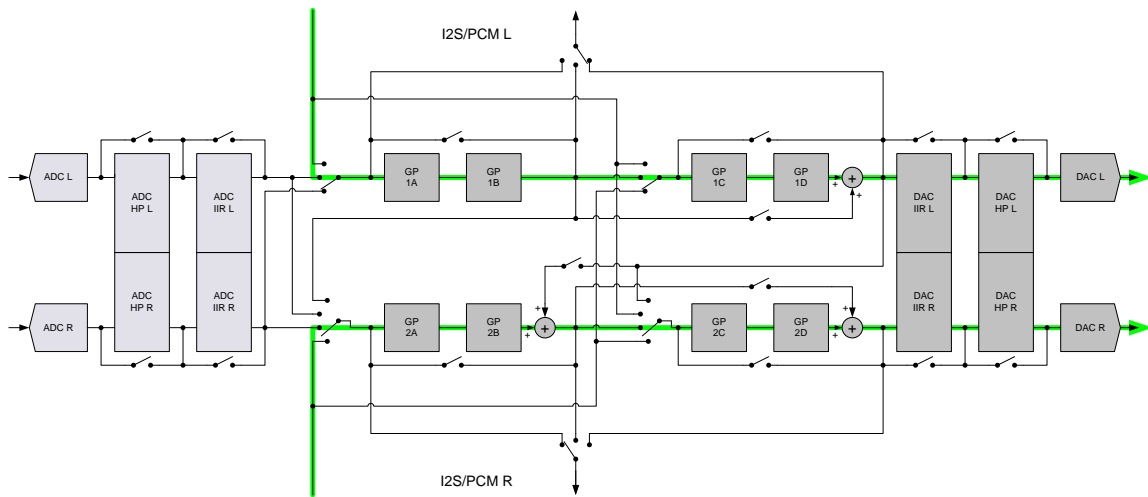 I2S/PCM L
ADC L
ADC
HP L
ADC
IIR L
GP
1A
GP
1B
GP
1C
GP
1D
+
+
+
DAC
IIR L
DAC
HP L
DAC L
ADC R
ADC
HP R
ADC
IIR R
GP
2A
GP
2B
+
+
+
GP
2C
GP
2D
+
+
+
DAC
IIR R
DAC
HP R
DAC R
I2S/PCM R